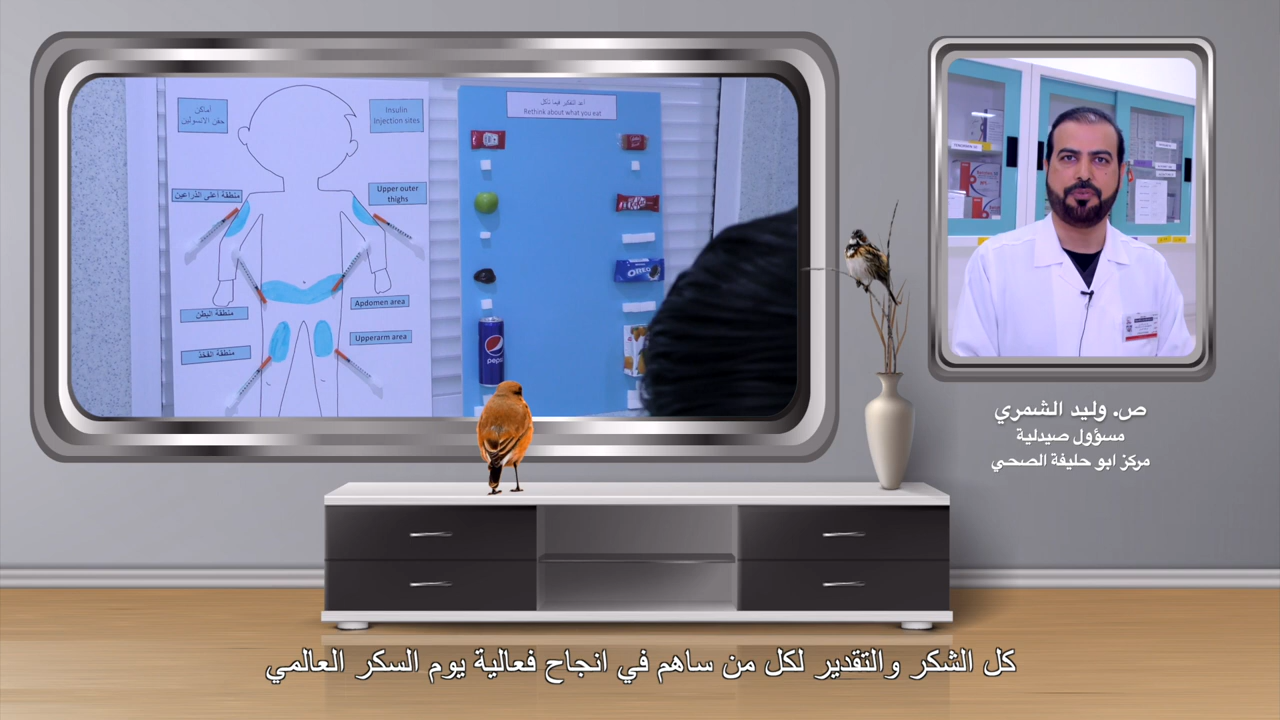 أماكن
حقن الانسولين
Insulin
Injection sites
منطقة أعلى الذراعين
Upper outer
thighs
منطقة البطن
Apdomen area
منطقة الفخذ
Upperarm area
أعد التفكير فيما تأكل
Rethink about what you eat
KitKat
OREO
pepsi
ص. وليد الشمري
مسؤول صيدلية
مركز ابو حليفة الصحي
كل الشكر والتقدير لكل من ساهم في انجاح فعالية يوم السكر العالمي